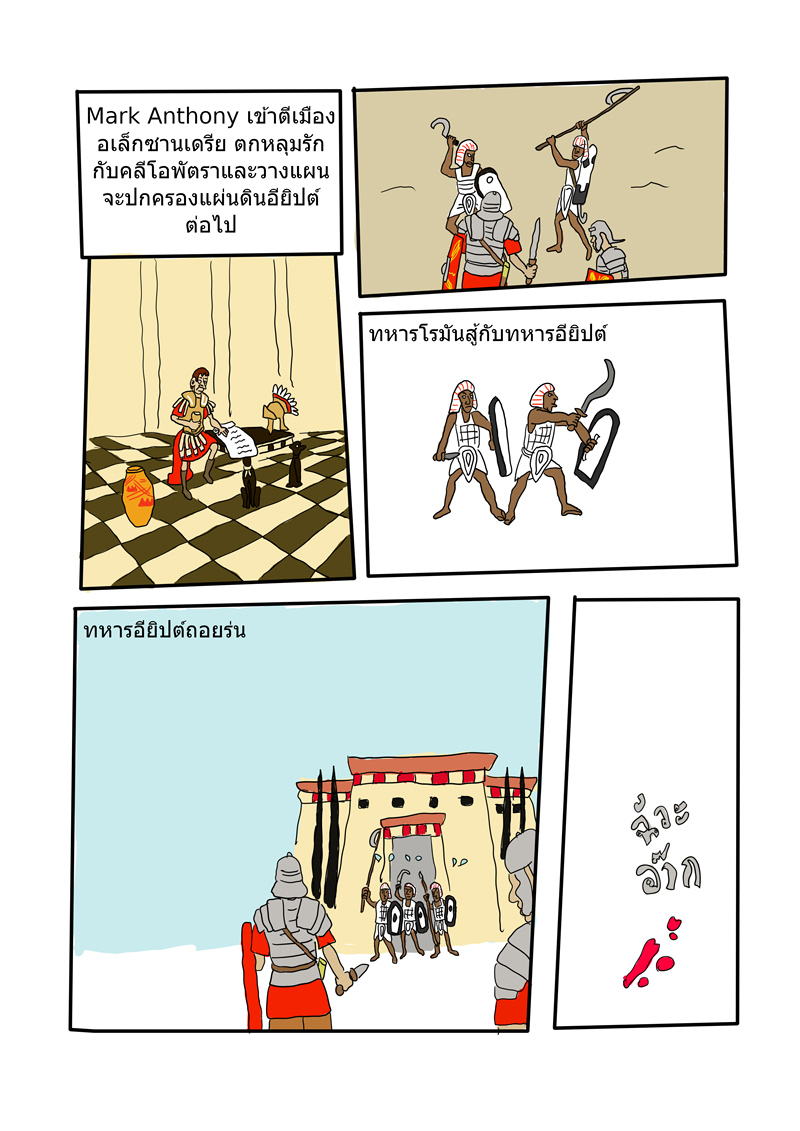 Mark Anthony เข้าตีเมือง
อเล็กซานเดรีย ตกหลุมรัก
กับคลีโอพัตราและวางแผน
จะปกครองแผ่นดินอียิปต์
ต่อไป
ทหารโรมันสู้กับทหารอียิปต์
ทหารอียิปต์ถอยร่น
ฉัวะ
อ๊าก